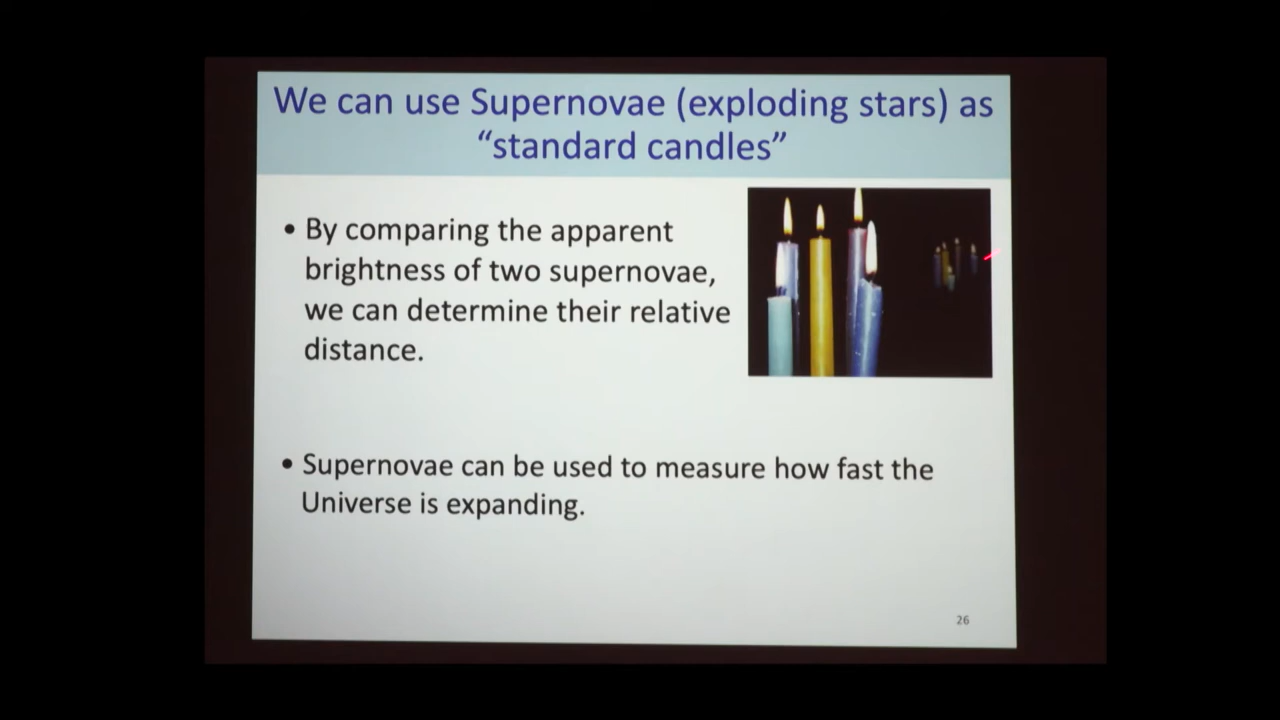 We can use Supernovae (exploding stars) as
“standard candles”
• By comparing the apparent
brightness of two supernovae,
we can determine their relative
distance.
• Supernovae can be used to measure how fast the
Universe is expanding.
26